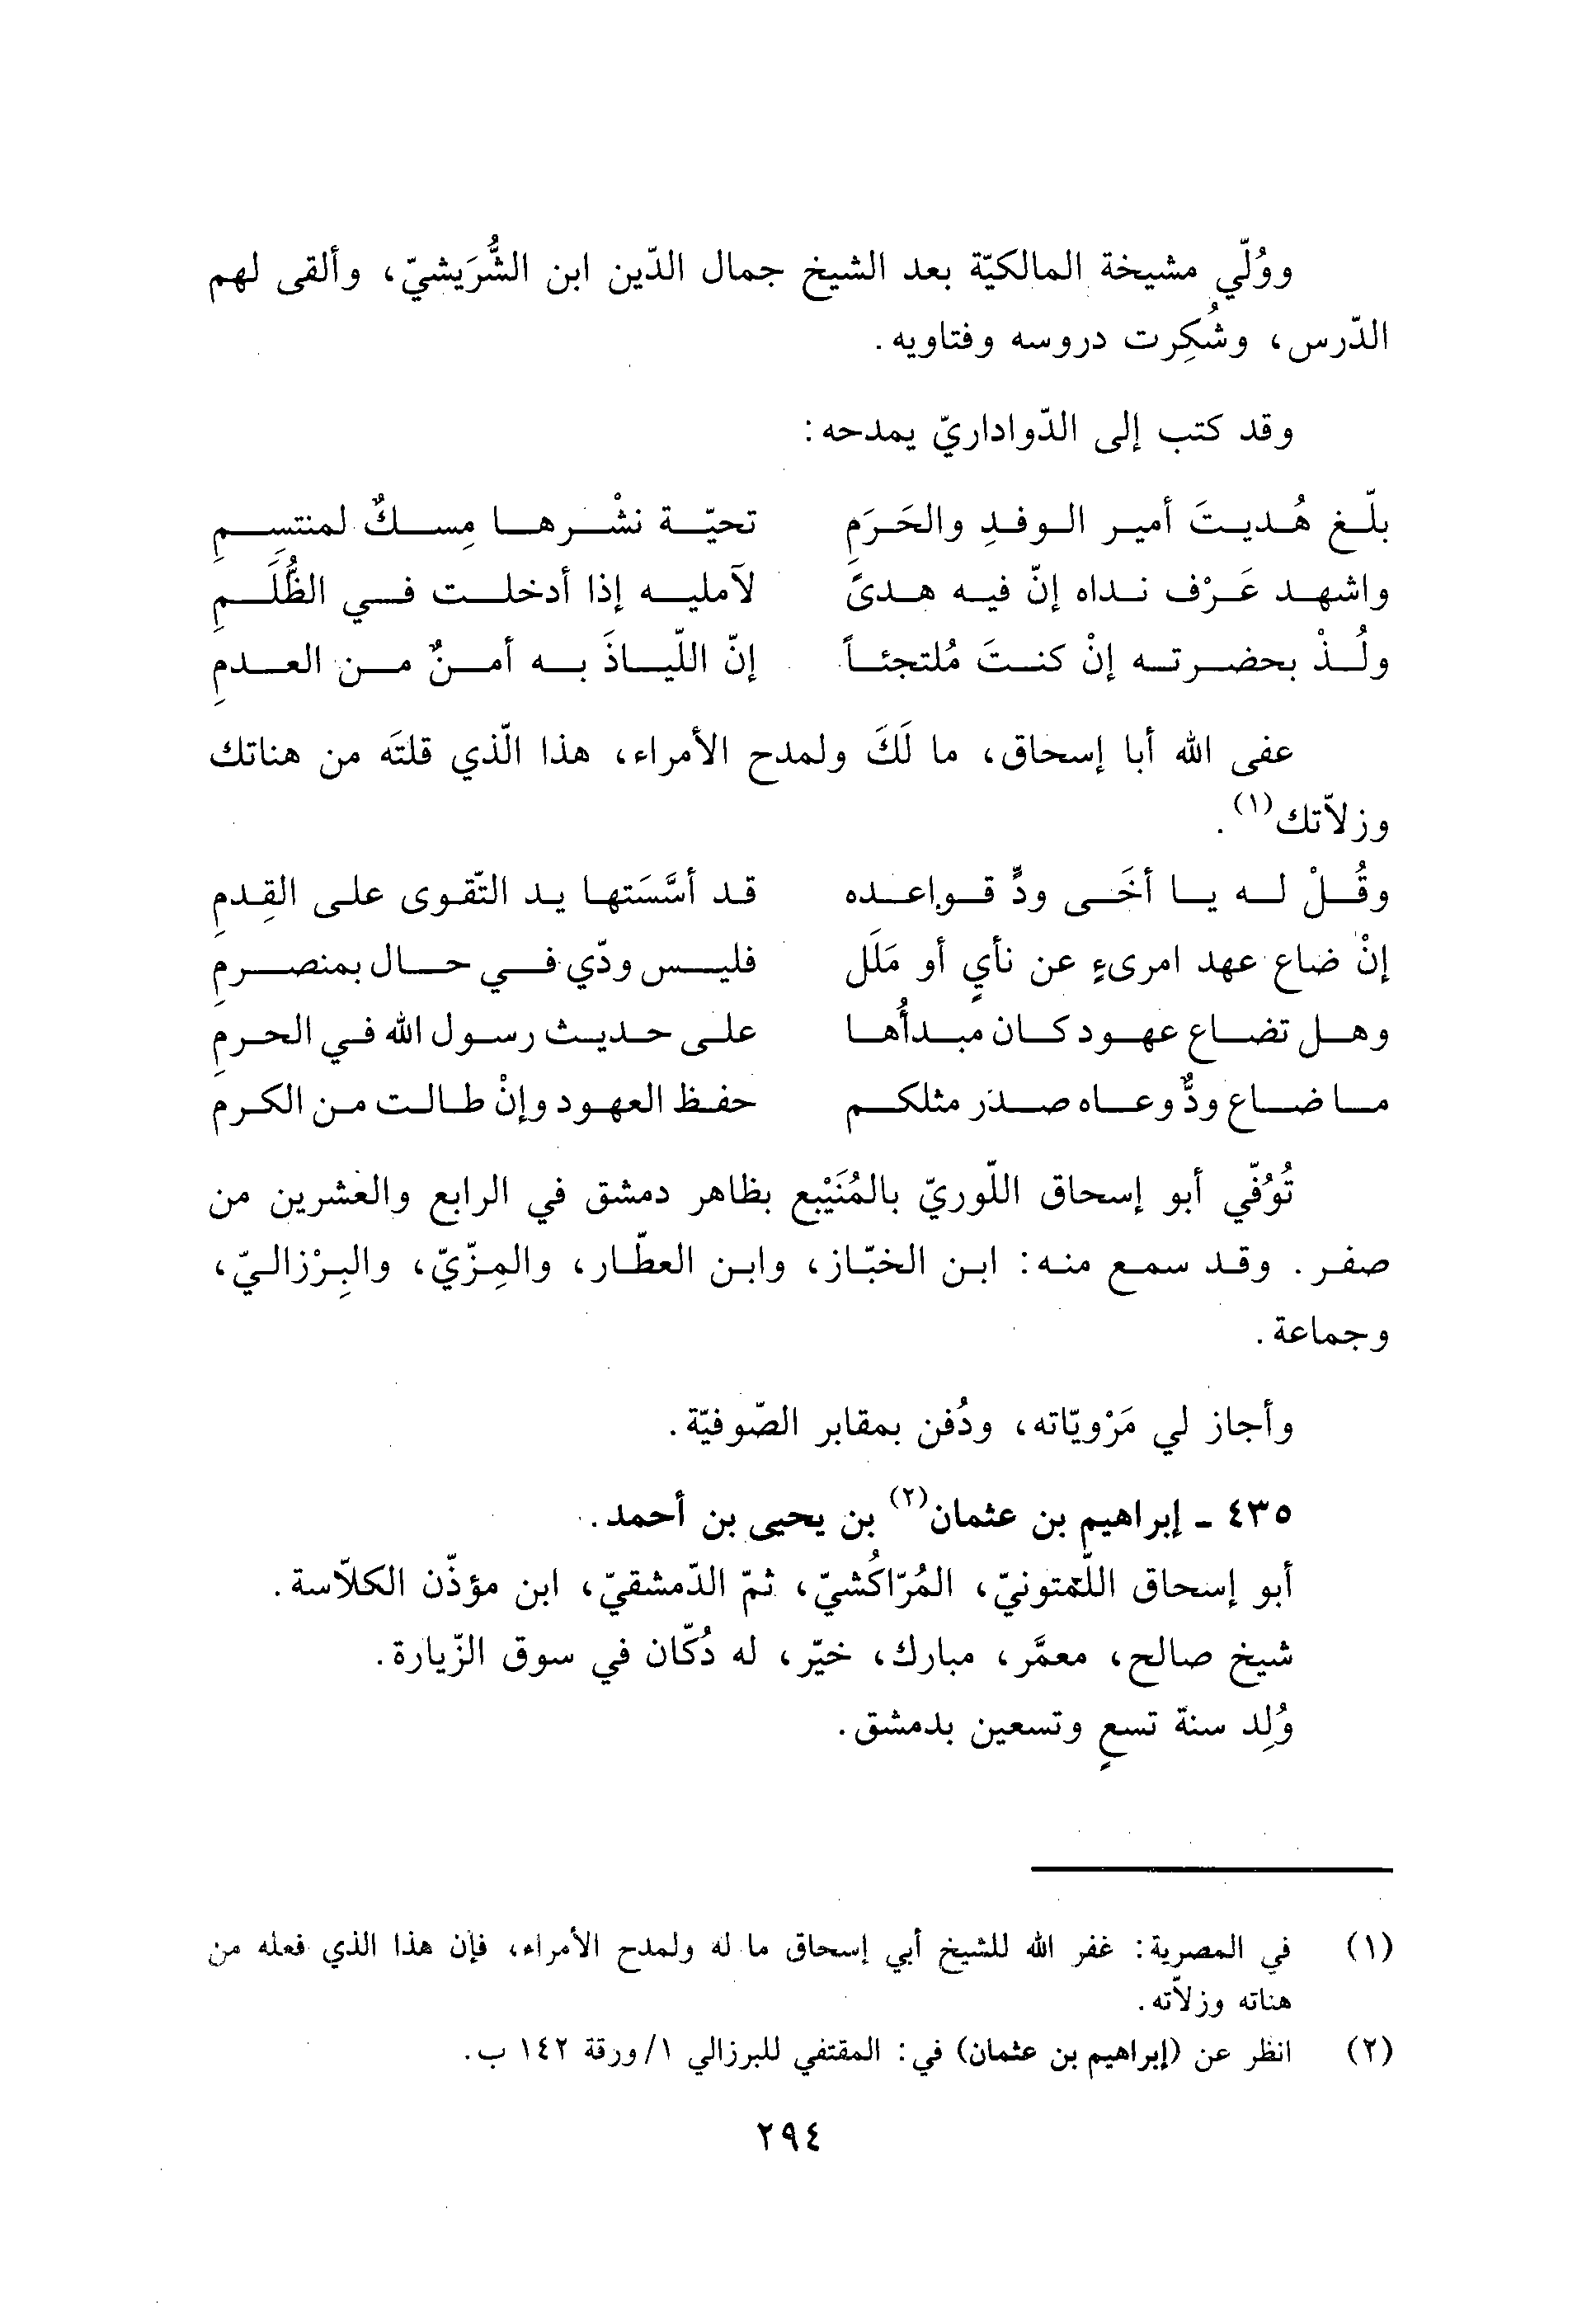 ووُلّي مشيخة المالكيّة بعد الشيخ جمال الدّين ابن الشُّرَيشيّ، وألقى لهم
الدّرس، وشُكِرت دروسه وفتاويه.
وقد كتب إلى الدّواداريّ يمدحه:
بلّغ هُديتَ أمير الوفدِ والحَرَمِ تحيّة نشْرها مِسكٌ لمنتسِمِ
واشهد عَرْف نداه إنّ فيه هدىً لآمليه إذا أدخلت في الظُّلَمِ
ولُذْ بحضرته إنْ كنتَ مُلتجئاً إنّ اللّياذَ به أمنٌ من العدمِ
عفى الله أبا إسحاق، ما لَكَ ولمدح الأمراء، هذا الّذي قلتَه من هناتك
وزلاّتك(١).
وقُلْ له يا أخَي ودٍّ قواعده قد أسَّسَتها يد التّقوى على القِدمِ
إنْ ضاع عهد امرىءٍ عن نأيٍ أو مَلَل فليس ودّي في حال بمنصرمِ
وهل تضاع عهود كان مبدأُها على حديث رسول الله في الحرمِ
ما ضاع ودٌّ وعاه صدر مثلكم حفظ العهود وإنْ طالت من الكرم
تُوُفّي أبو إسحاق اللّوريّ بالمُنَيْبع بظاهر دمشق في الرابع والعشرين من
صفر. وقد سمع منه: ابن الخبّاز، وابن العطّار، والمِزّيّ، والبِرْزاليّ،
وجماعة.
وأجاز لي مَرْويّاته، ودُفن بمقابر الصّوفيّة.
٤٣٥ ـ إبراهيم بن عثمان(٢) بن يحيى بن أحمد.
أبو إسحاق اللّمتونيّ، المُرّاكُشيّ، ثمّ الدّمشقيّ، ابن مؤذّن الكلاّسة.
شيخ صالح، معمَّر، مبارك، خيّر، له دُكّان في سوق الزّيارة.
وُلِد سنة تسعٍ وتسعين بدمشق.
(١) في المصرية: غفر الله للشيخ أبي إسحاق ما له ولمدح الأمراء، فإن هذا الذي فعله من
هناته وزلاّته.
(٢) انظر عن (إبراهيم بن عثمان) في: المقتفي للبرزالي ١/ورقة ١٤٢ ب.
٢٩٤